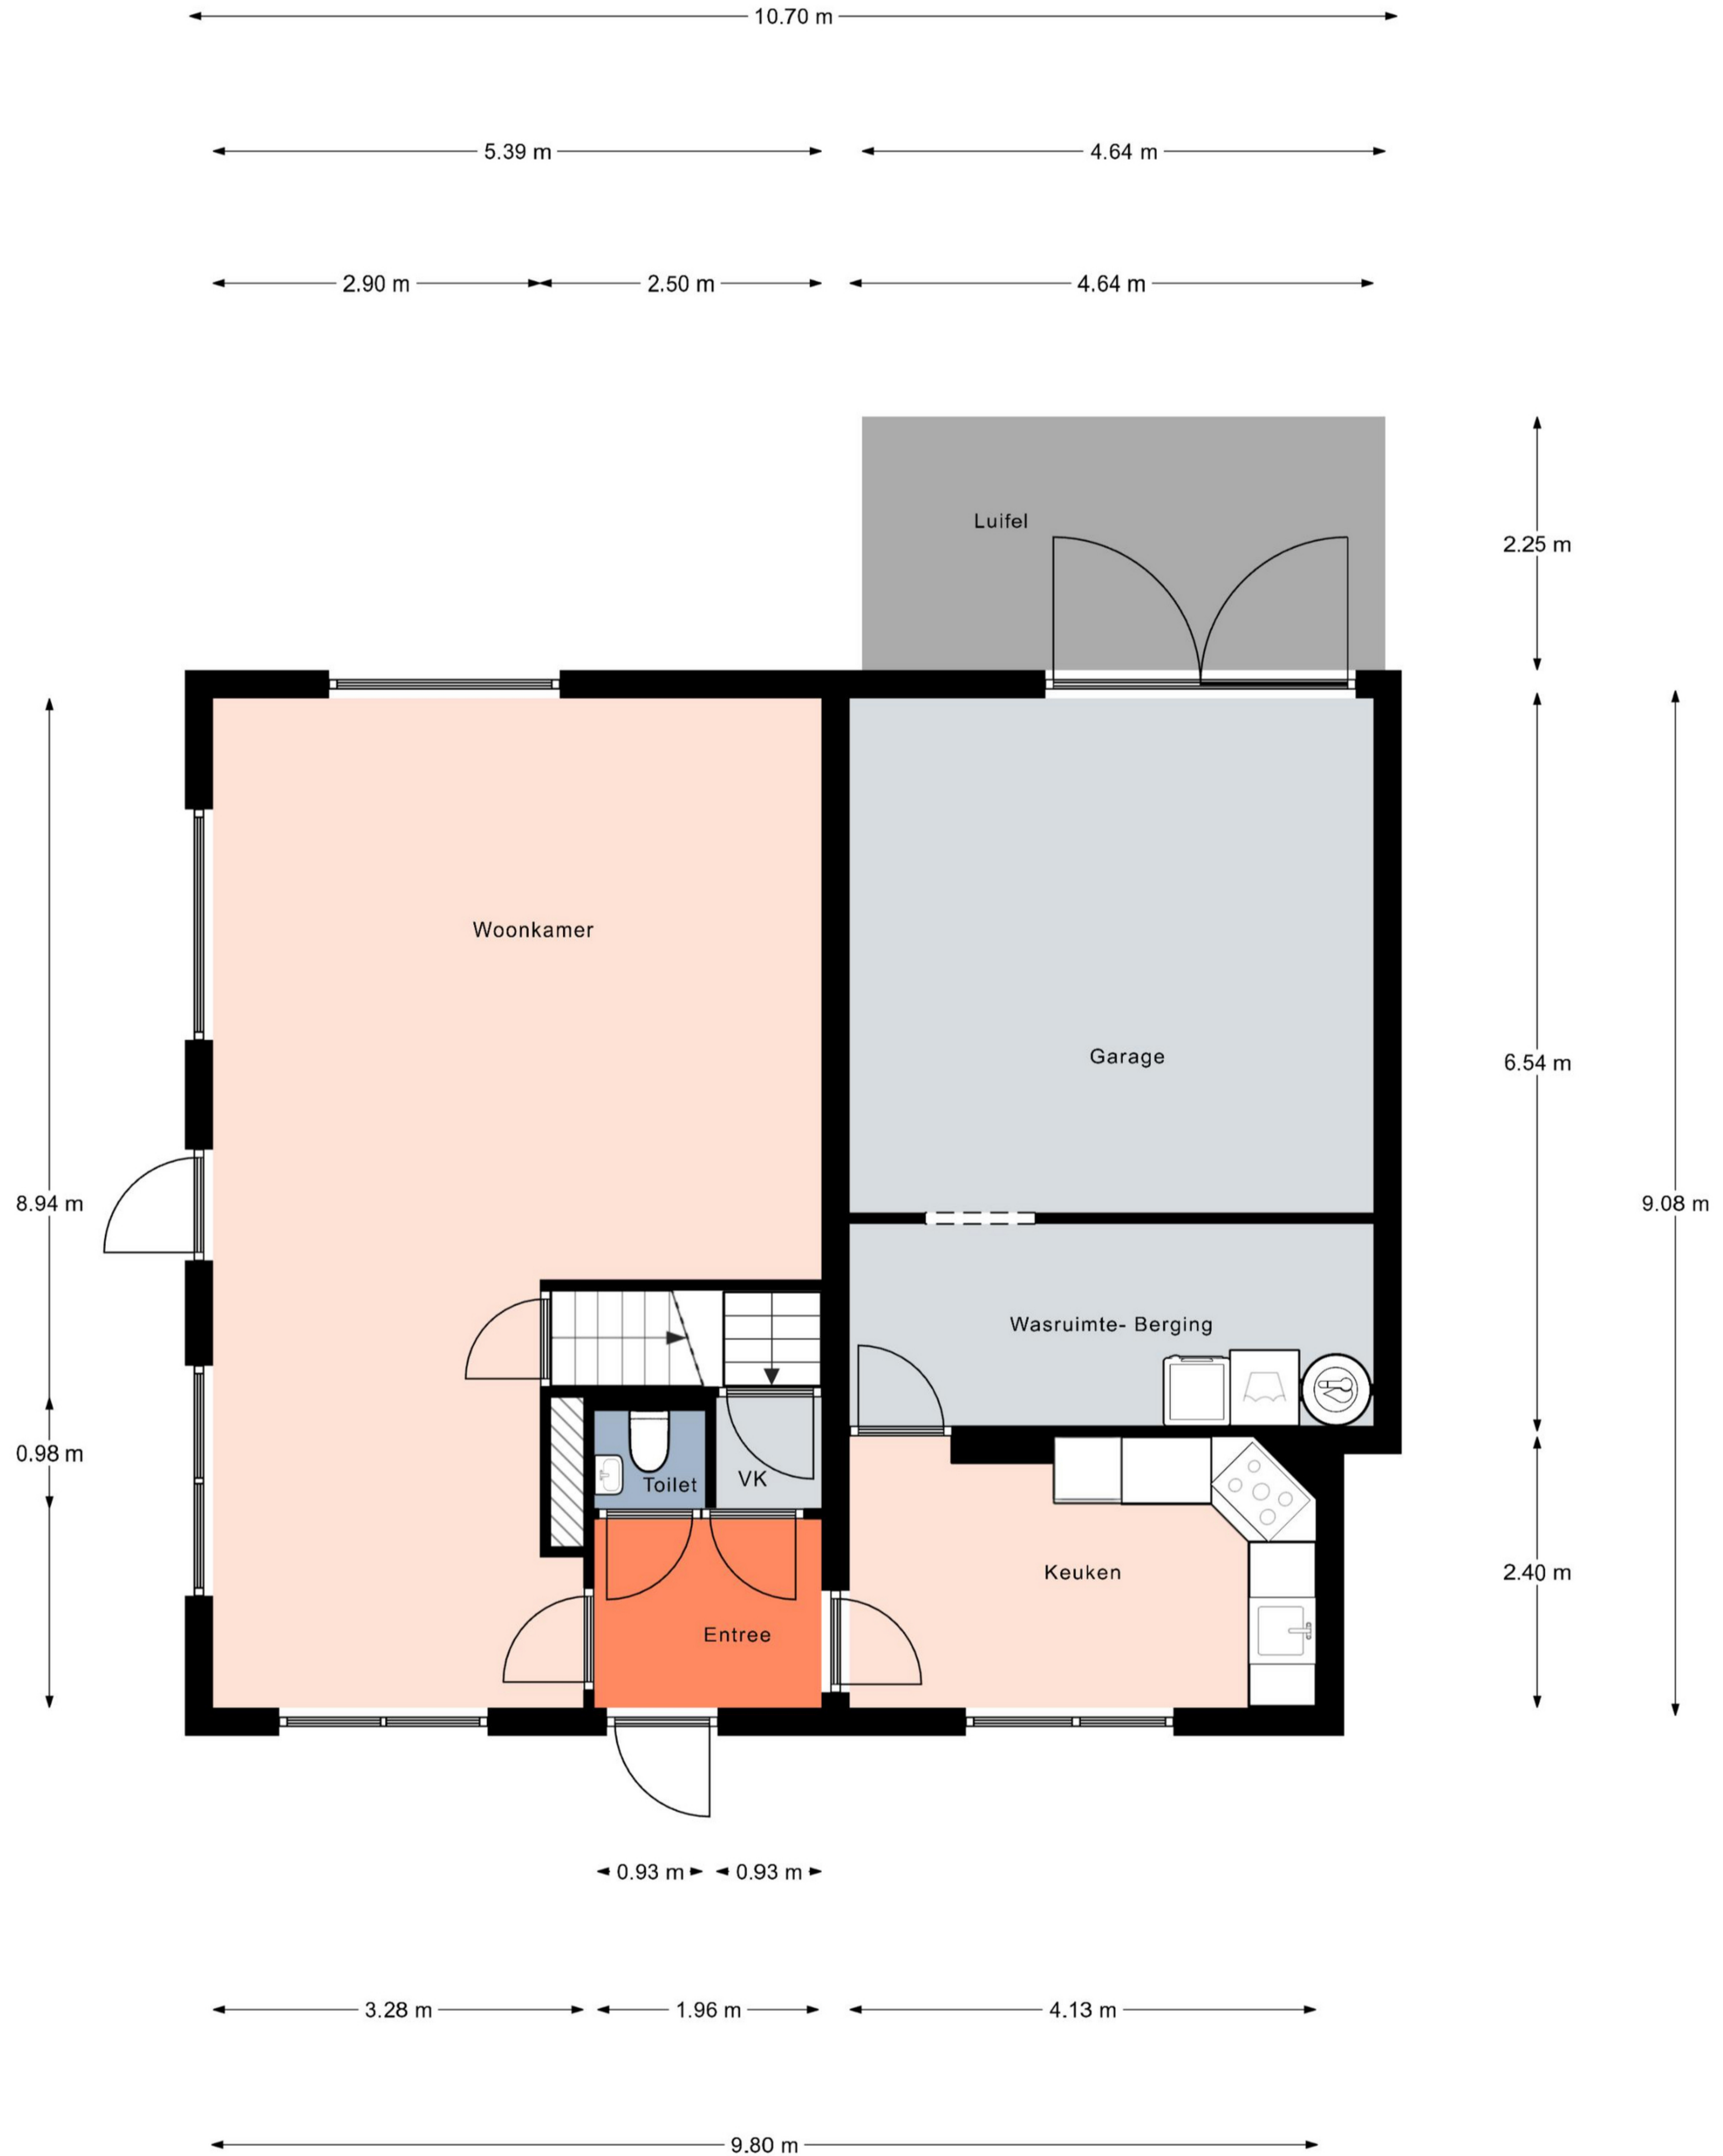 10.70 m
5.39 m
4.64 m
2.90 m
2.50 m
4.64 m
Luifel
2.25 m
Woonkamer
Garage
6.54 m
8.94 m
9.08 m
Wasruimte- Berging
0.98 m
Toilet
VK
Keuken
2.40 m
Entree
0.93 m
0.93 m
3.28 m
1.96 m
4.13 m
9.80 m